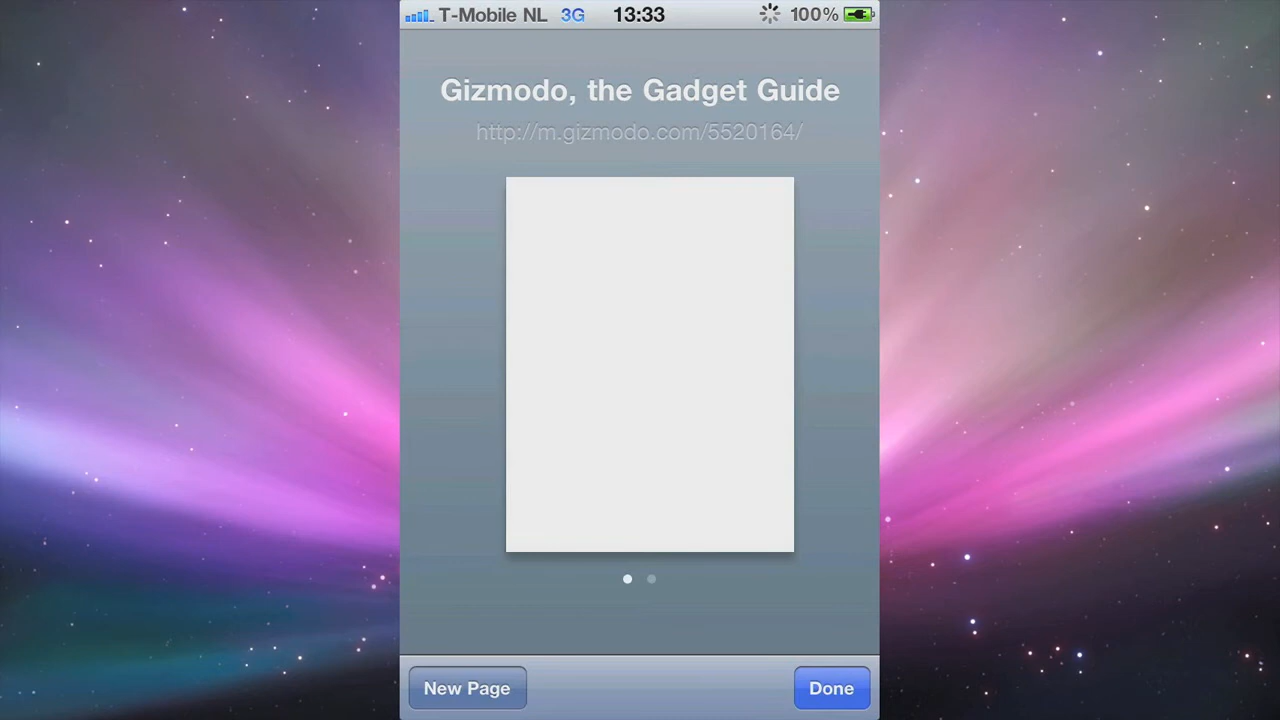 T-Mobile NL 3G 13:33 100%
Gizmodo, the Gadget Guide
http://m.gizmodo.com/5520164/
New Page Done